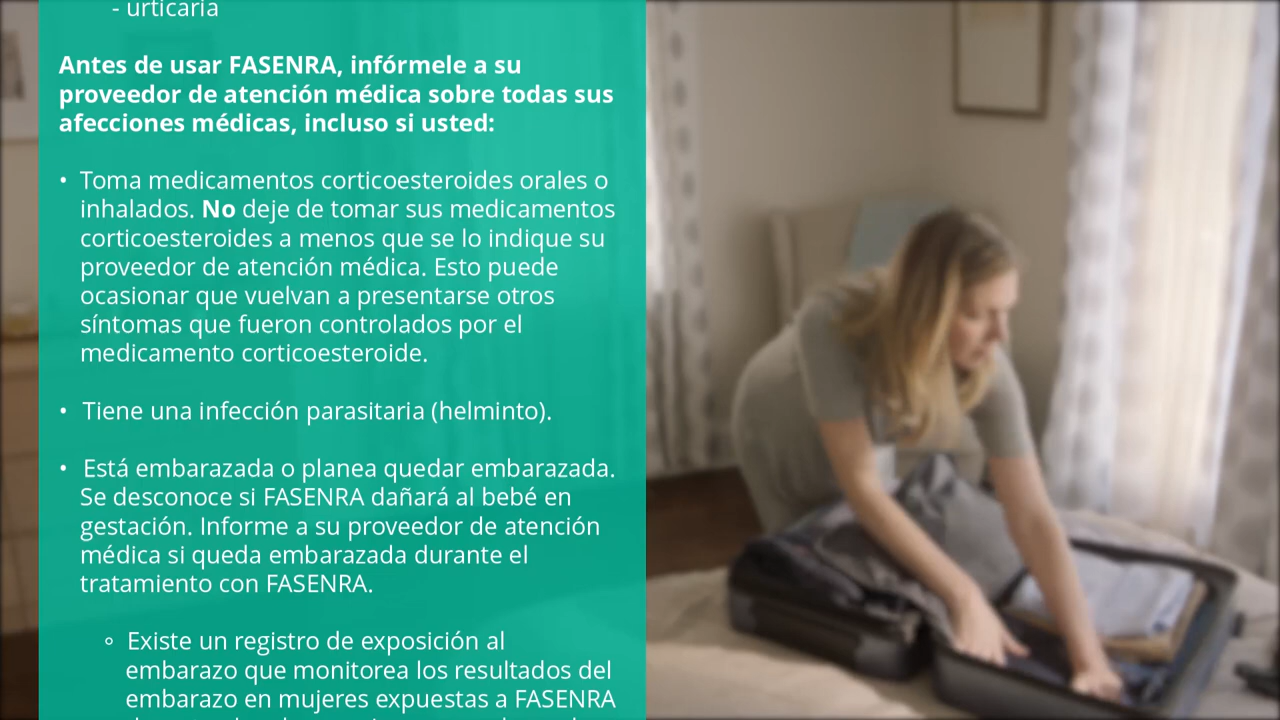 - urticaria
Antes de usar FASENRA, infórmele a su
proveedor de atención médica sobre todas sus
afecciones médicas, incluso si usted:
• Toma medicamentos corticoesteroides orales o
inhalados. No deje de tomar sus medicamentos
corticoesteroides a menos que se lo indique su
proveedor de atención médica. Esto puede
ocasionar que vuelvan a presentarse otros
síntomas que fueron controlados por el
medicamento corticoesteroide.
• Tiene una infección parasitaria (helminto).
• Está embarazada o planea quedar embarazada.
Se desconoce si FASENRA dañará al bebé en
gestación. Informe a su proveedor de atención
médica si queda embarazada durante el
tratamiento con FASENRA.
◦ Existe un registro de exposición al
embarazo que monitorea los resultados del
embarazo en mujeres expuestas a FASENRA